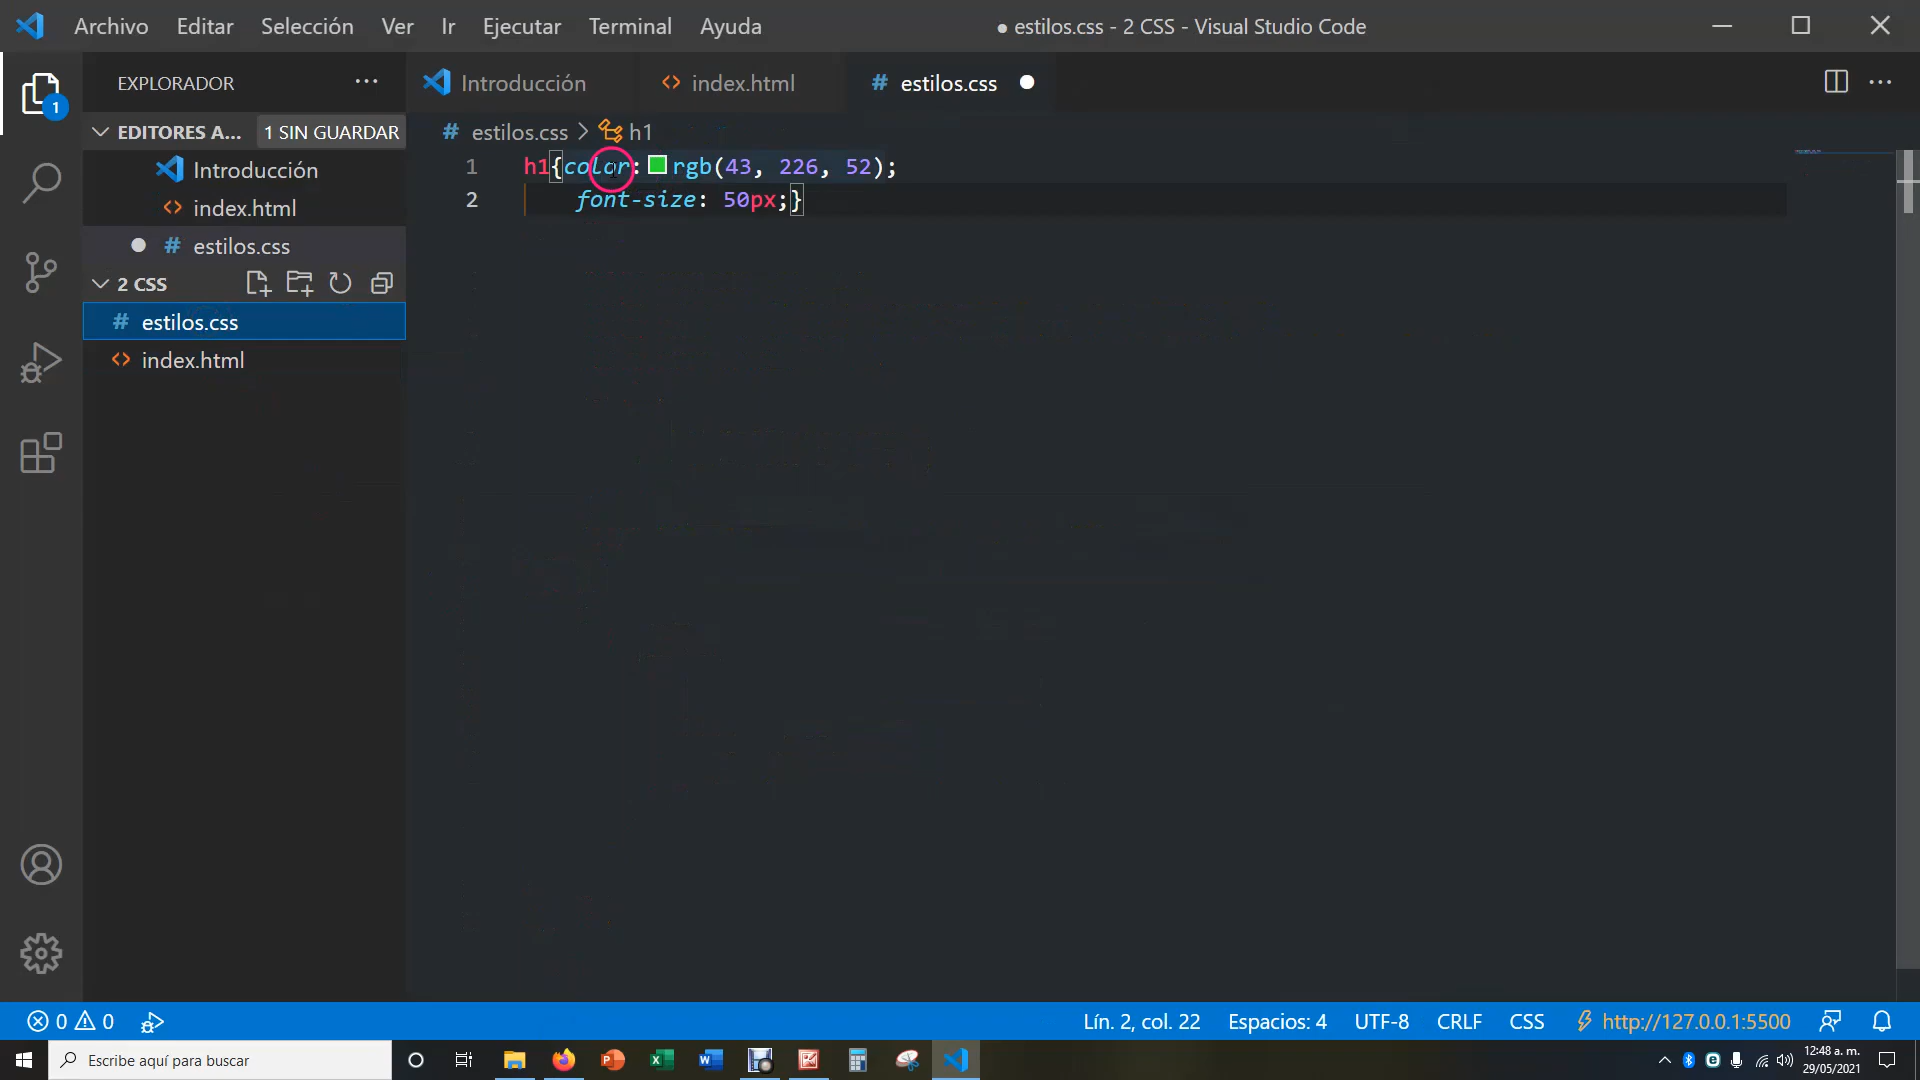 Archivo Editar Selección Ver Ir Ejecutar Terminal Ayuda ● estilos.css - 2 CSS - Visual Studio Code
1
EXPLORADOR ···
Introducción index.html # estilos.css ●
EDITORES A... 1 SIN GUARDAR
# estilos.css > h1
Introducción
index.html
● # estilos.css
2 CSS
# estilos.css
<> index.html
1 h1{color: rgb(43, 226, 52);
2 font-size: 50px;}
0 0 Lín. 2, col. 22 Espacios: 4 UTF-8 CRLF CSS http://127.0.0.1:5500
Escribe aquí para buscar
12:48 a. m.
29/05/2021